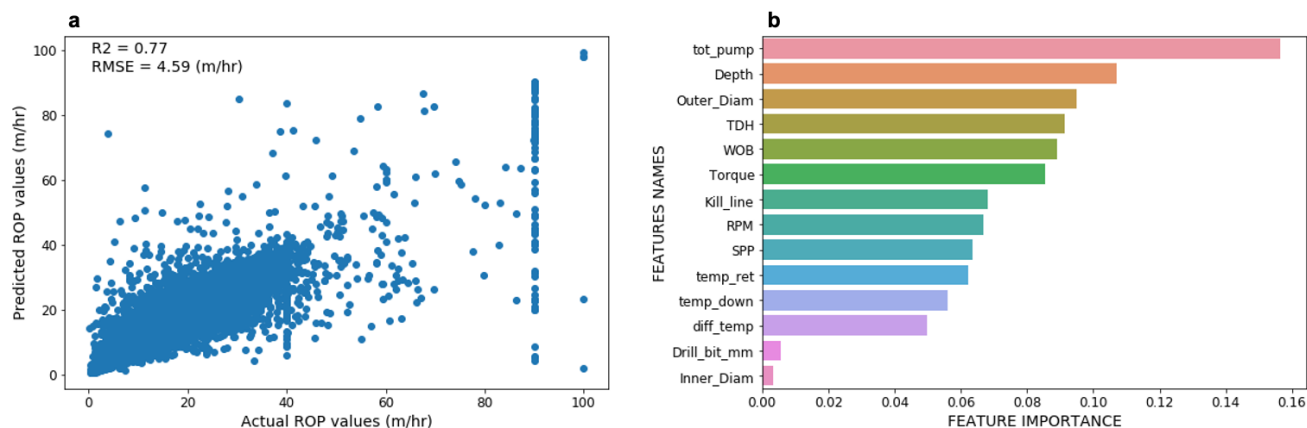 a
R2 = 0.77
RMSE = 4.59 (m/hr)
Predicted ROP values (m/hr)
100
80
60
40
20
0
0 20 40 60 80 100
Actual ROP values (m/hr)
b
FEATURES NAMES
tot_pump
Depth
Outer_Diam
TDH
WOB
Torque
Kill_line
RPM
SPP
temp_ret
temp_down
diff_temp
Drill_bit_mm
Inner_Diam
0.00 0.02 0.04 0.06 0.08 0.10 0.12 0.14 0.16
FEATURE IMPORTANCE